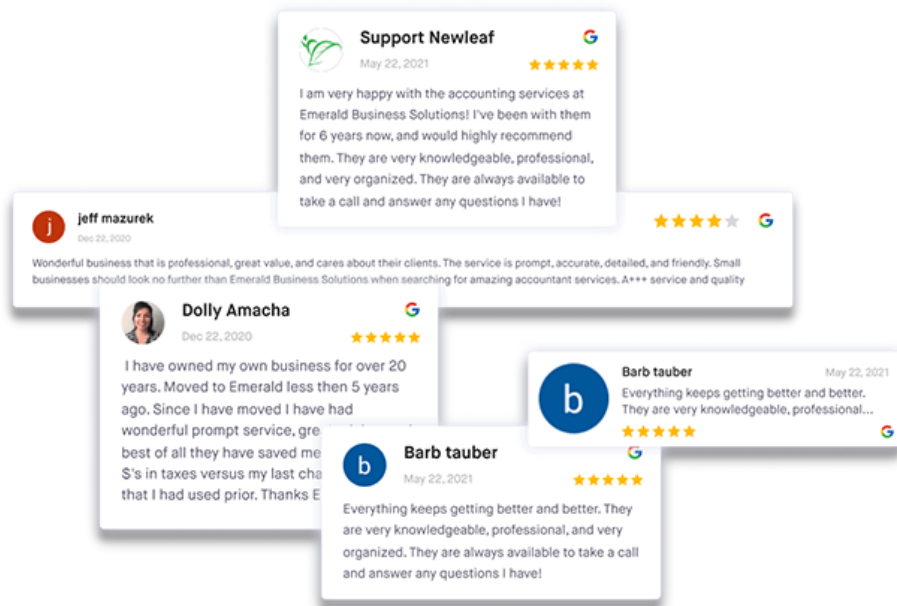 Support Newleaf
May 22, 2021
I am very happy with the accounting services at
Emerald Business Solutions! I've been with them
for 6 years now, and would highly recommend
them. They are very knowledgeable, professional,
and very organized. They are always available to
take a call and answer any questions I have!
j
jeff mazurek
Dec 22, 2020
Wonderful business that is professional, great value, and cares about their clients. The service is prompt, accurate, detailed, and friendly. Small
businesses should look no further than Emerald Business Solutions when searching for amazing accountant services. A+++ service and quality
Dolly Amacha
Dec 22, 2020
I have owned my own business for over 20
years. Moved to Emerald less then 5 years
ago. Since I have moved I have had
wonderful prompt service,
best of all they have saved me
$'s in taxes versus my last
that I had used prior. Thanks
b
Barb tauber
May 22, 2021
Everything keeps getting better and better.
They are very knowledgeable, professional...
b
Barb tauber
May 22, 2021
Everything keeps getting better and better. They
are very knowledgeable, professional, and very
organized. They are always available to take a call
and answer any questions I have!